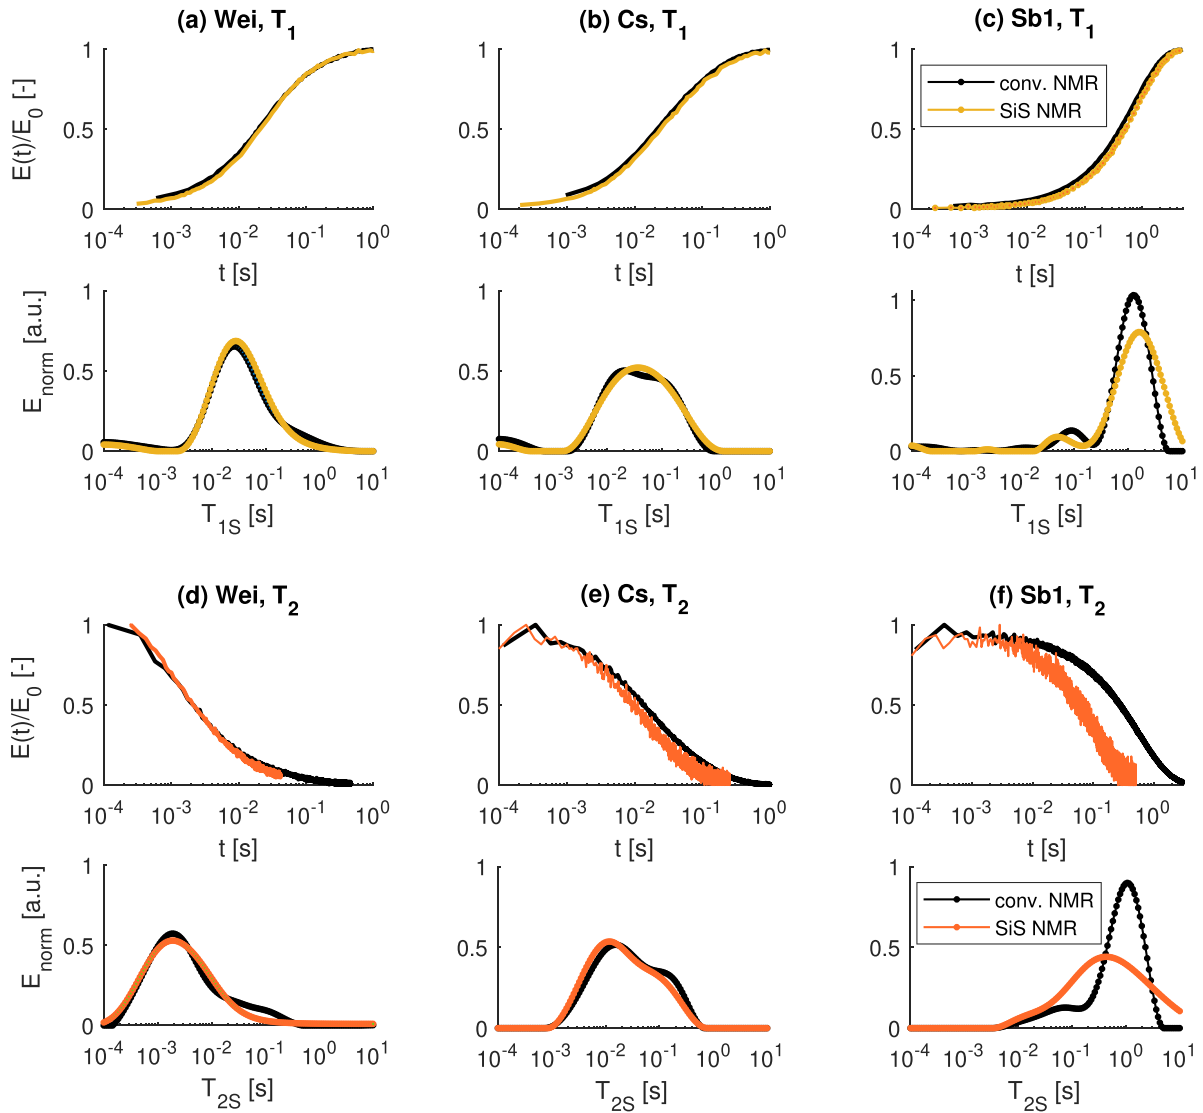 (a) Wei, T1
(b) Cs, T1
(c) Sb1, T1
E(t)/E0 [-]
1
0.5
0
10-4 10-3 10-2 10-1 100
t [s]
1
0.5
0
10-4 10-3 10-2 10-1 100
t [s]
conv. NMR
SiS NMR
1
0.5
0
10-4 10-3 10-2 10-1 100
t [s]
Enorm [a.u.]
1
0.5
0
10-4 10-3 10-2 10-1 100 101
T1S [s]
1
0.5
0
10-4 10-3 10-2 10-1 100 101
T1S [s]
1
0.5
0
10-4 10-3 10-2 10-1 100 101
T1S [s]
(d) Wei, T2
(e) Cs, T2
(f) Sb1, T2
E(t)/E0 [-]
1
0.5
0
10-4 10-3 10-2 10-1 100
t [s]
1
0.5
0
10-4 10-3 10-2 10-1 100
t [s]
1
0.5
0
10-4 10-3 10-2 10-1 100
t [s]
Enorm [a.u.]
1
0.5
0
10-4 10-3 10-2 10-1 100 101
T2S [s]
1
0.5
0
10-4 10-3 10-2 10-1 100 101
T2S [s]
conv. NMR
SiS NMR
1
0.5
0
10-4 10-3 10-2 10-1 100 101
T2S [s]